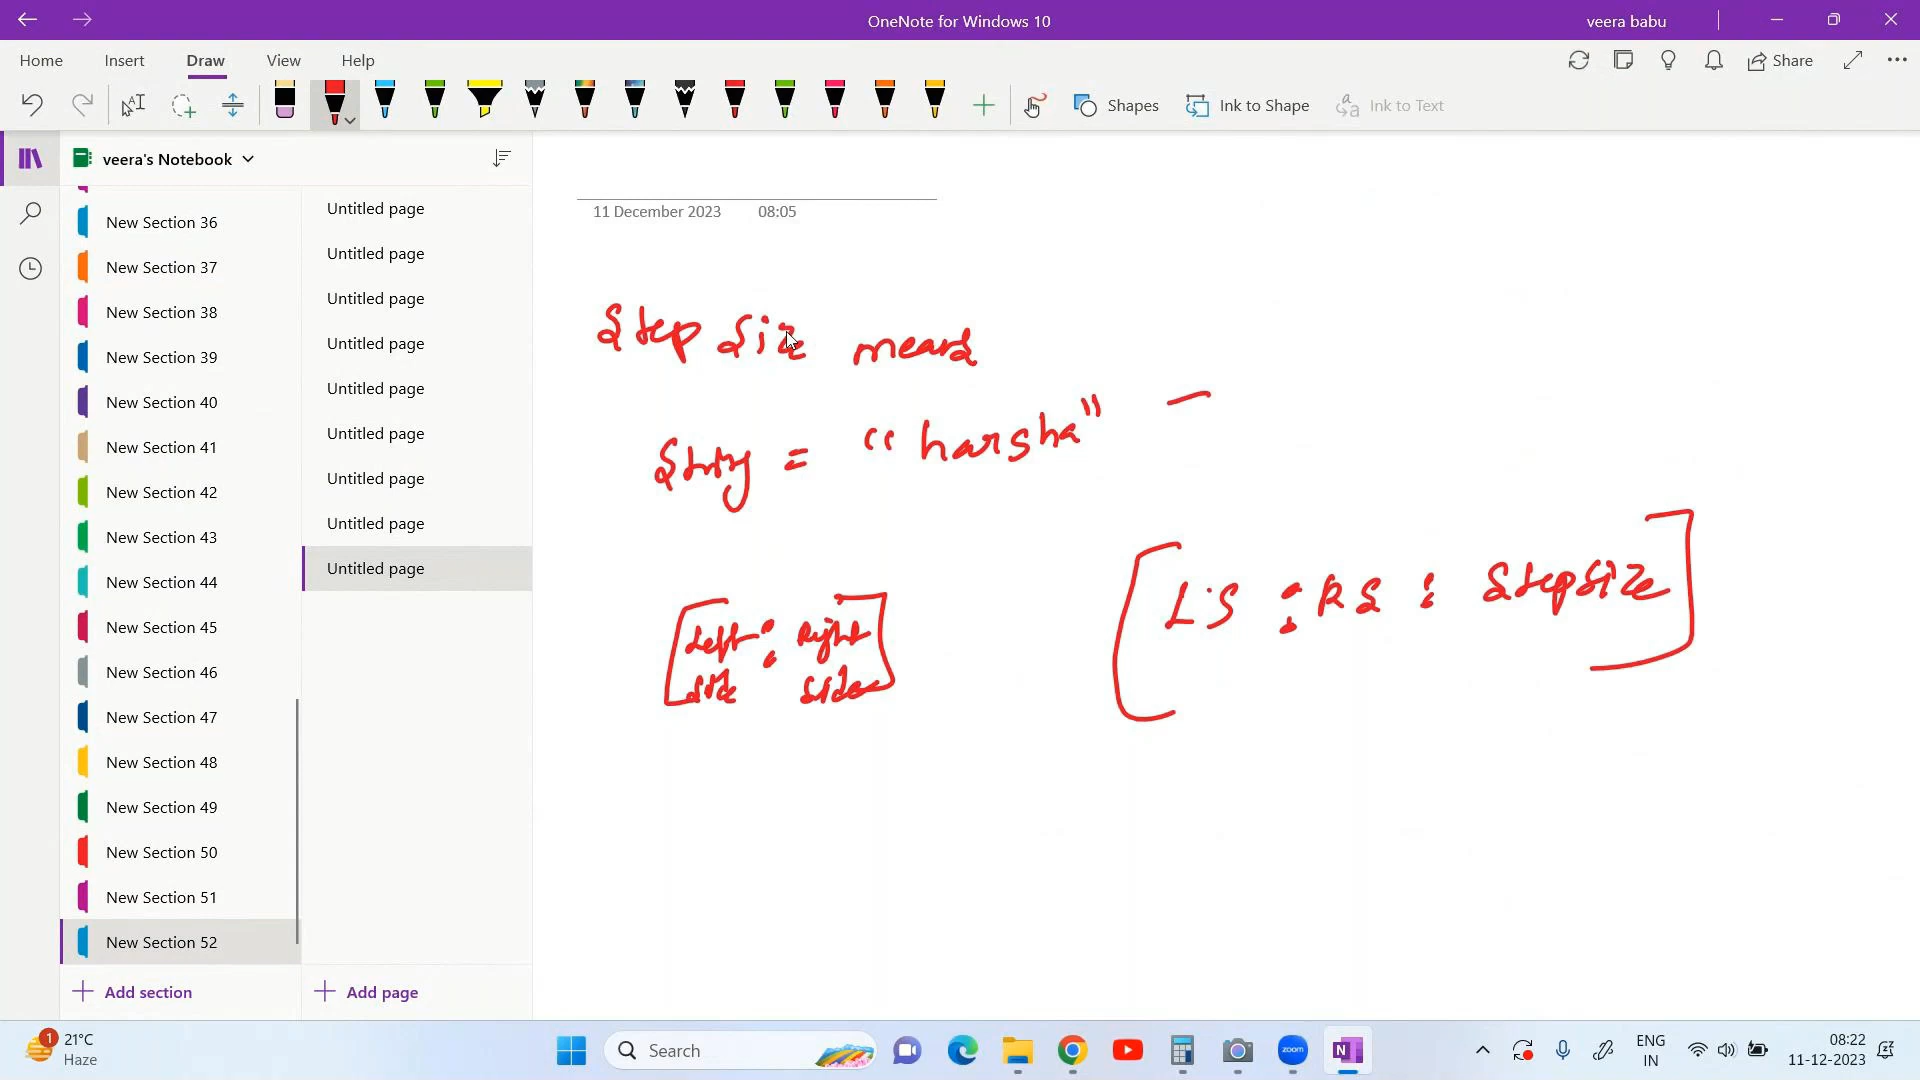 OneNote for Windows 10
veera babu
Home Insert Draw View Help
Share
Shapes
Ink to Shape
Ink to Text
veera's Notebook
New Section 36
New Section 37
New Section 38
New Section 39
New Section 40
New Section 41
New Section 42
New Section 43
New Section 44
New Section 45
New Section 46
New Section 47
New Section 48
New Section 49
New Section 50
New Section 51
New Section 52
Add section
Untitled page
Untitled page
Untitled page
Untitled page
Untitled page
Untitled page
Untitled page
Untitled page
Untitled page
Add page
11 December 2023 08:05
Step Size means
String = "harsha" —
[Left : Right
Side Side]
[LS : RS : StepSize]
1
21°C
Haze
Search
zoom
ENG
IN
08:22
11-12-2023